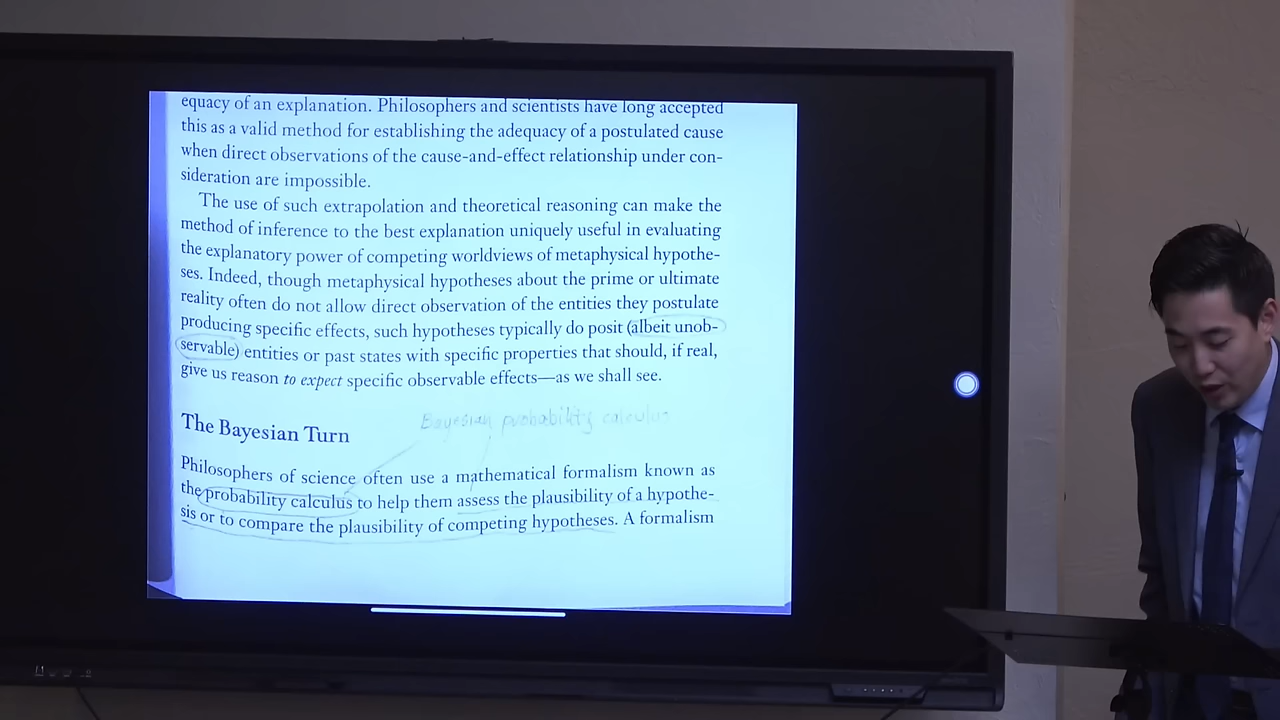 equacy of an explanation. Philosophers and scientists have long accepted
this as a valid method for establishing the adequacy of a postulated cause
when direct observations of the cause-and-effect relationship under con-
sideration are impossible.
The use of such extrapolation and theoretical reasoning can make the
method of inference to the best explanation uniquely useful in evaluating
the explanatory power of competing worldviews of metaphysical hypothe-
ses. Indeed, though metaphysical hypotheses about the prime or ultimate
reality often do not allow direct observation of the entities they postulate
producing specific effects, such hypotheses typically do posit (albeit unob-
servable) entities or past states with specific properties that should, if real,
give us reason to expect specific observable effects—as we shall see.
Bayesian probability calculus
The Bayesian Turn
Philosophers of science often use a mathematical formalism known as
the probability calculus to help them assess the plausibility of a hypothe-
sis or to compare the plausibility of competing hypotheses. A formalism